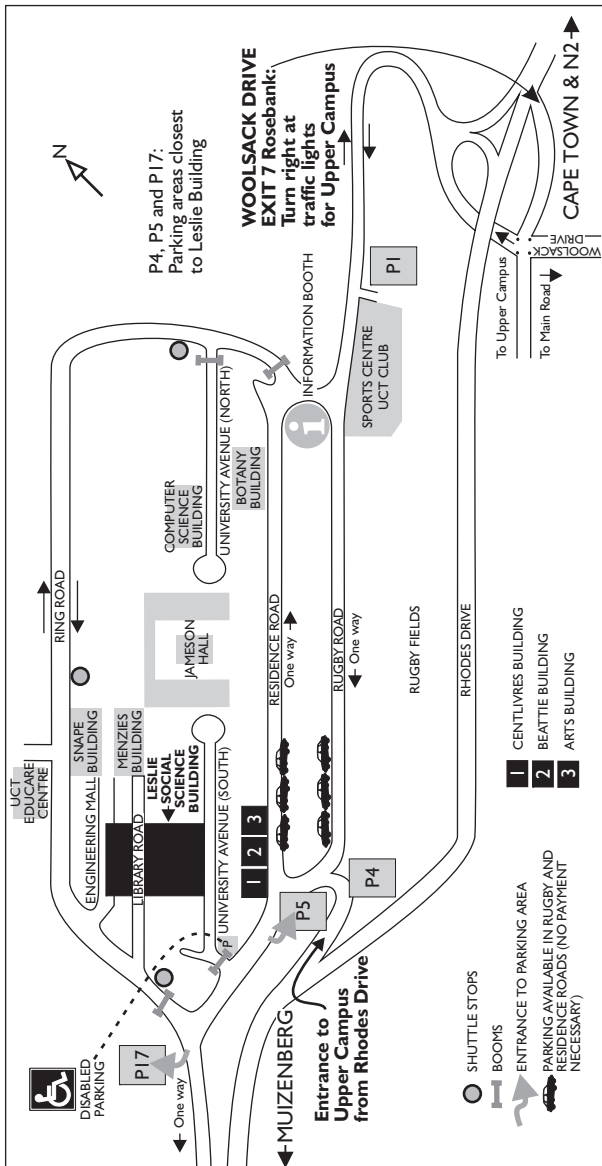 N
P4, P5 and P17:
Parking areas closest
to Leslie Building
WOOLSACK DRIVE
EXIT 7 Rosebank:
Turn right at
traffic lights
for Upper Campus
CAPE TOWN & N2
WOOLSACK
DRIVE
To Upper Campus
To Main Road
P1
SPORTS CENTRE
UCT CLUB
INFORMATION BOOTH
i
UNIVERSITY AVENUE (NORTH)
BOTANY
BUILDING
COMPUTER
SCIENCE
BUILDING
RING ROAD
JAMESON
HALL
RESIDENCE ROAD
One way
RUGBY ROAD
One way
RUGBY FIELDS
RHODES DRIVE
UCT
EDUCARE
CENTRE
SNAPE
BUILDING
ENGINEERING MALL
MENZIES
BUILDING
LIBRARY ROAD
LESLIE
SOCIAL
SCIENCE
BUILDING
UNIVERSITY AVENUE (SOUTH)
P
1 2 3
P5
P4
P17
DISABLED
PARKING
One way
MUIZENBERG
Entrance to
Upper Campus
from Rhodes Drive
SHUTTLE STOPS
BOOMS
ENTRANCE TO PARKING AREA
PARKING AVAILABLE IN RUGBY AND
RESIDENCE ROADS (NO PAYMENT
NECESSARY)
1 CENTLIVRES BUILDING
2 BEATTIE BUILDING
3 ARTS BUILDING